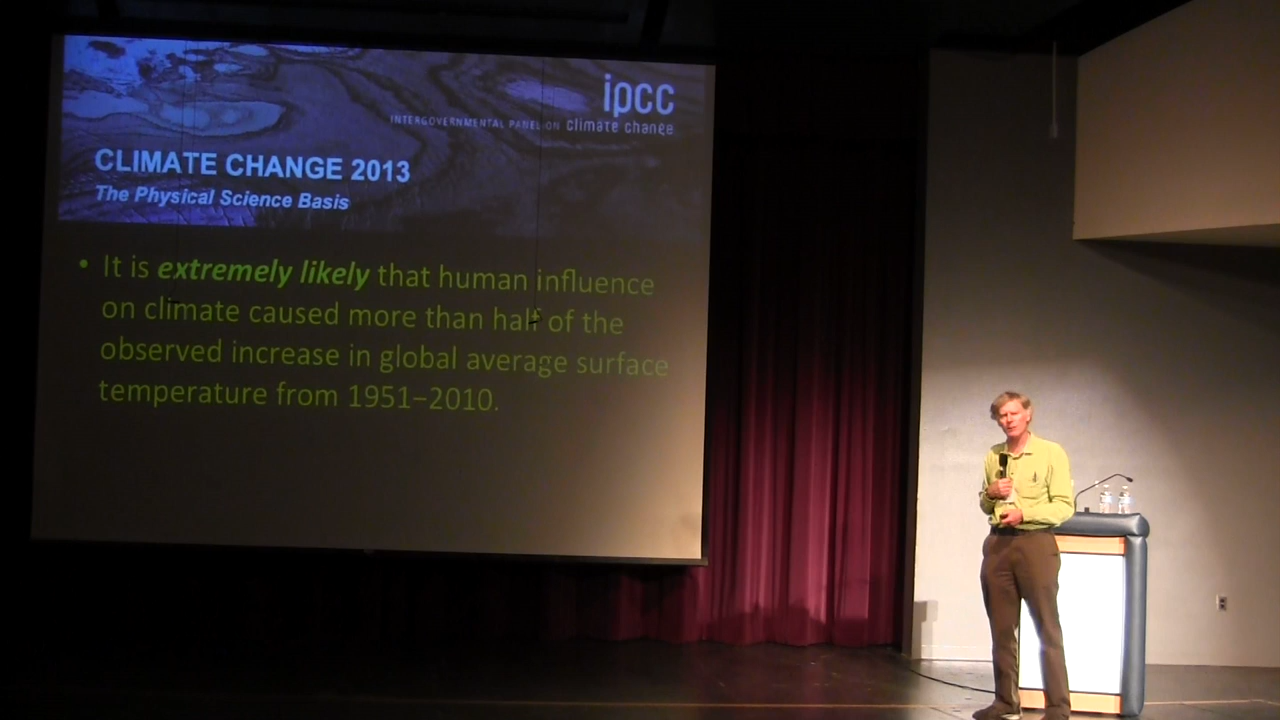 ipcc
INTERGOVERNMENTAL PANEL ON climate change
CLIMATE CHANGE 2013
The Physical Science Basis
• It is extremely likely that human influence
on climate caused more than half of the
observed increase in global average surface
temperature from 1951–2010.